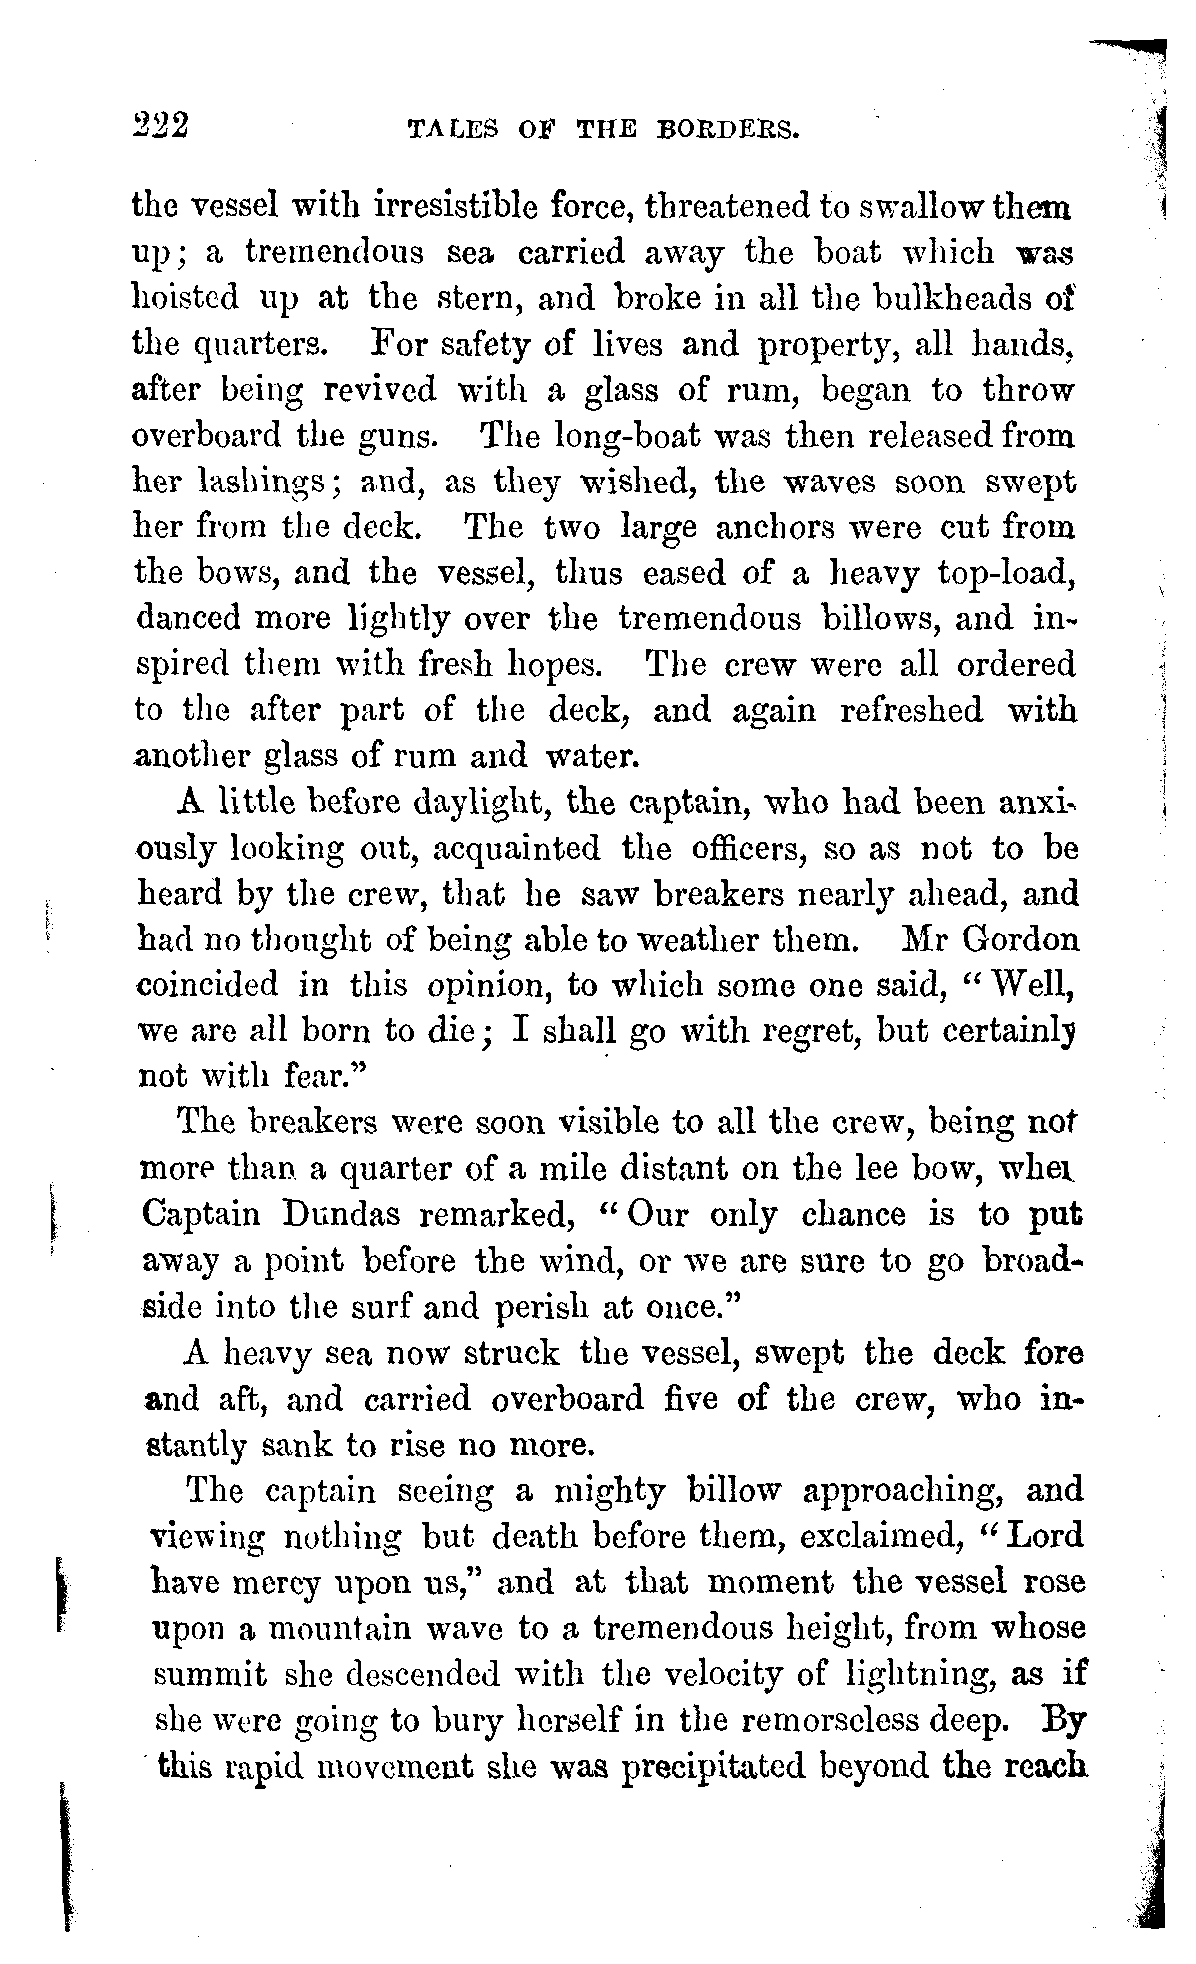 222 TALES OF THE BORDERS.
the vessel with irresistible force, threatened to swallow them
up; a tremendous sea carried away the boat which was
hoisted up at the stern, and broke in all the bulkheads of
the quarters. For safety of lives and property, all hands,
after being revived with a glass of rum, began to throw
overboard the guns. The long-boat was then released from
her lashings; and, as they wished, the waves soon swept
her from the deck. The two large anchors were cut from
the bows, and the vessel, thus eased of a heavy top-load,
danced more lightly over the tremendous billows, and in-
spired them with fresh hopes. The crew were all ordered
to the after part of the deck, and again refreshed with
another glass of rum and water.
A little before daylight, the captain, who had been anxi-
ously looking out, acquainted the officers, so as not to be
heard by the crew, that he saw breakers nearly ahead, and
had no thought of being able to weather them. Mr Gordon
coincided in this opinion, to which some one said, “ Well,
we are all born to die; I shall go with regret, but certainly
not with fear.”
The breakers were soon visible to all the crew, being not
more than a quarter of a mile distant on the lee bow, when
Captain Dundas remarked, “ Our only chance is to put
away a point before the wind, or we are sure to go broad-
side into the surf and perish at once.”
A heavy sea now struck the vessel, swept the deck fore
and aft, and carried overboard five of the crew, who in-
stantly sank to rise no more.
The captain seeing a mighty billow approaching, and
viewing nothing but death before them, exclaimed, “ Lord
have mercy upon us,” and at that moment the vessel rose
upon a mountain wave to a tremendous height, from whose
summit she descended with the velocity of lightning, as if
she were going to bury herself in the remorseless deep. By
this rapid movement she was precipitated beyond the reach